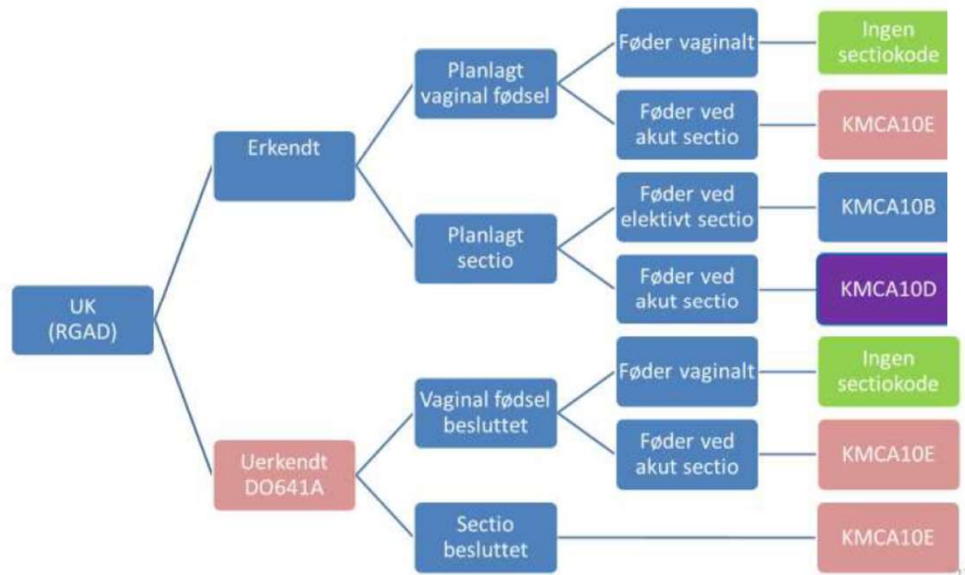 UK
(RGAD)
Erkendt
Planlagt
vaginal fødsel
Føder vaginalt
Ingen
sectiokode
Føder ved
akut sectio
KMCA10E
Planlagt
sectio
Føder ved
elektivt sectio
KMCA10B
Føder ved
akut sectio
KMCA10D
Uerkendt
DO641A
Vaginal fødsel
besluttet
Føder vaginalt
Ingen
sectiokode
Føder ved
akut sectio
KMCA10E
Sectio
besluttet
KMCA10E